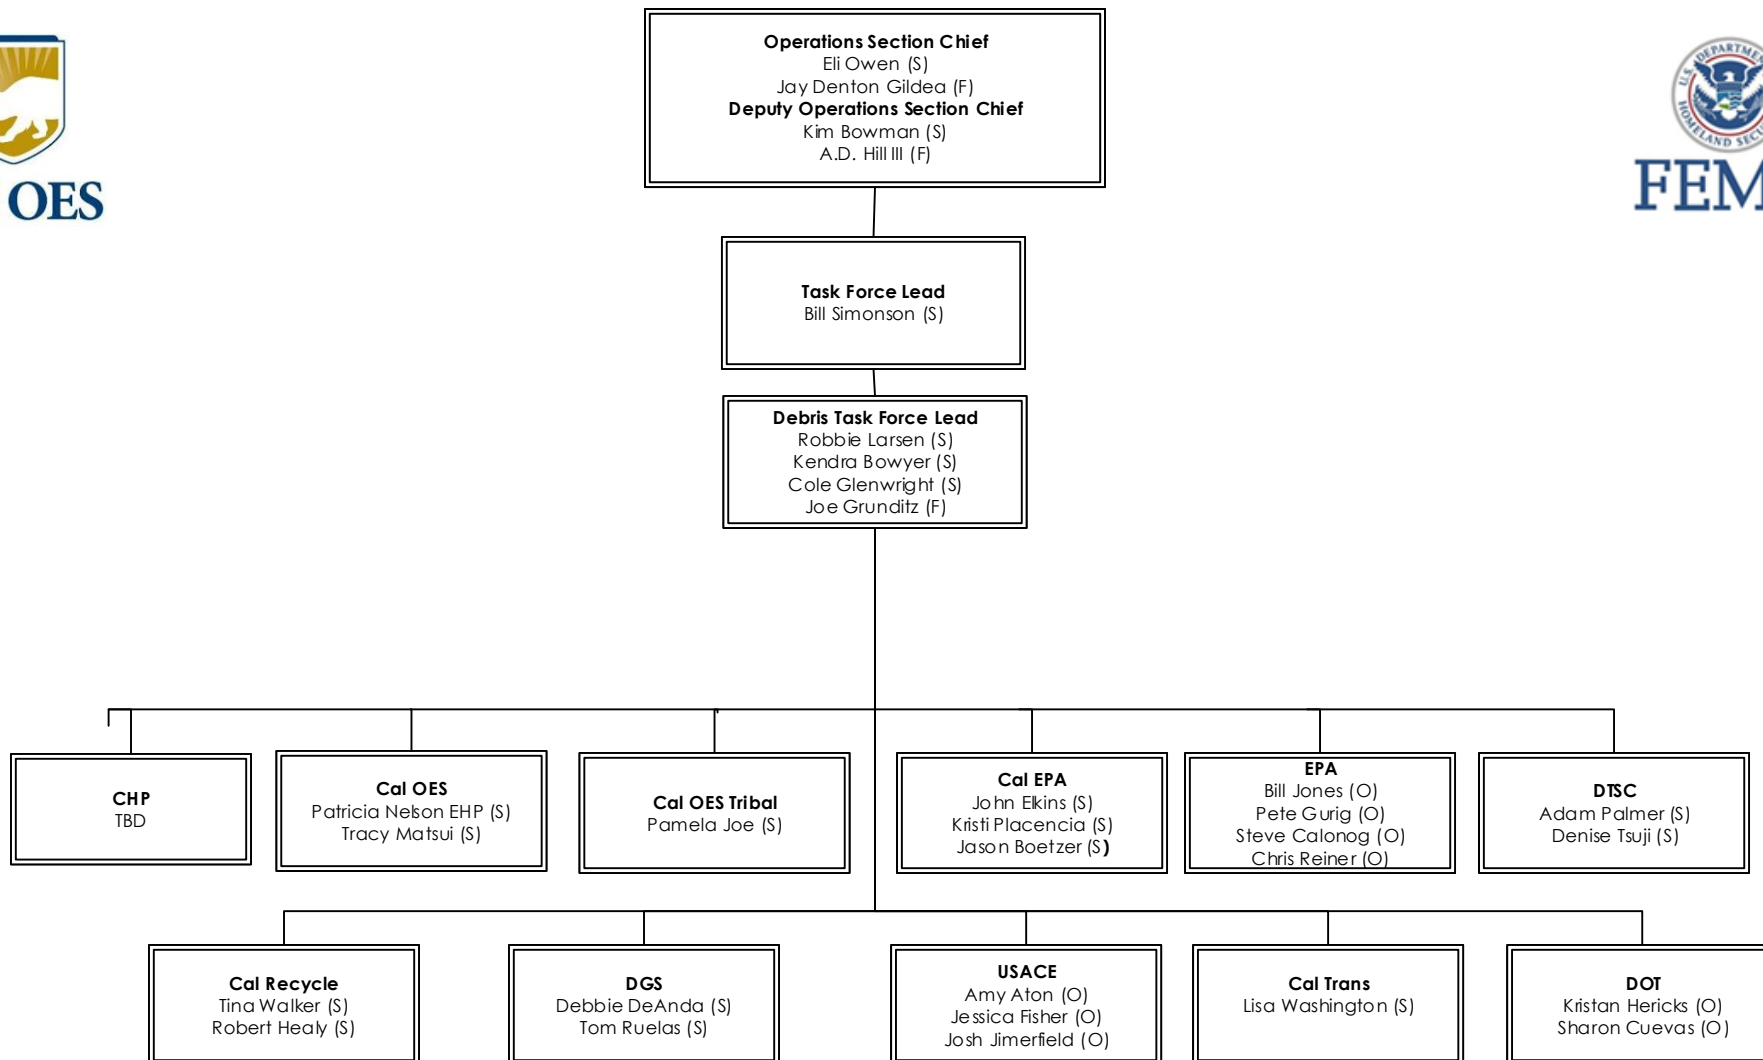 Operations Section Chief
Eli Owen (S)
Jay Denton Gildea (F)
Deputy Operations Section Chief
Kim Bowman (S)
A.D. Hill III (F)
OES
U.S. DEPARTMEN
HOMELAND SECU
FEM
Task Force Lead
Bill Simonson (S)
Debris Task Force Lead
Robbie Larsen (S)
Kendra Bowyer (S)
Cole Glenwright (S)
Joe Grunditz (F)
CHP
TBD
Cal OES
Patricia Nelson EHP (S)
Tracy Matsui (S)
Cal OES Tribal
Pamela Joe (S)
Cal EPA
John Elkins (S)
Kristi Placencia (S)
Jason Boetzer (S)
EPA
Bill Jones (O)
Pete Gurig (O)
Steve Calonog (O)
Chris Reiner (O)
DTSC
Adam Palmer (S)
Denise Tsuji (S)
Cal Recycle
Tina Walker (S)
Robert Healy (S)
DGS
Debbie DeAnda (S)
Tom Ruelas (S)
USACE
Amy Aton (O)
Jessica Fisher (O)
Josh Jimerfield (O)
Cal Trans
Lisa Washington (S)
DOT
Kristan Hericks (O)
Sharon Cuevas (O)